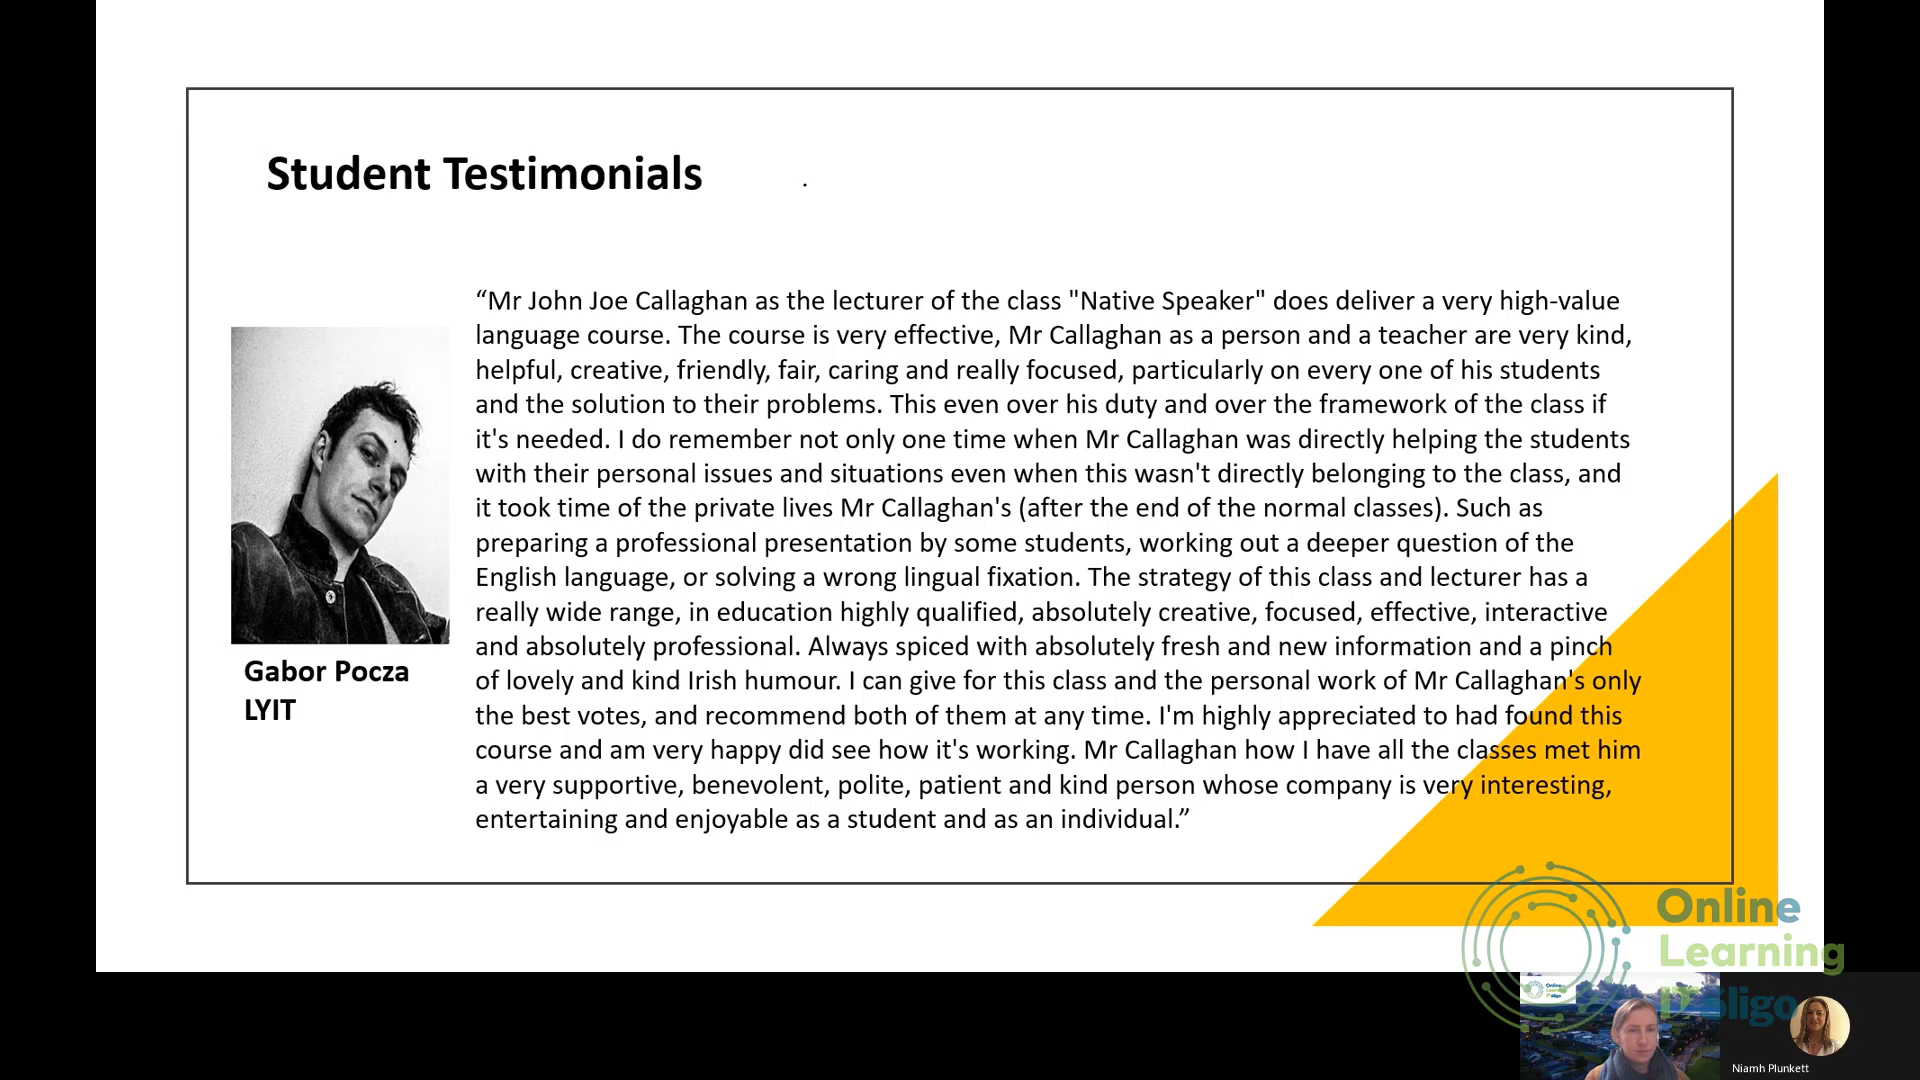 Student Testimonials
“Mr John Joe Callaghan as the lecturer of the class "Native Speaker" does deliver a very high-value
language course. The course is very effective, Mr Callaghan as a person and a teacher are very kind,
helpful, creative, friendly, fair, caring and really focused, particularly on every one of his students
and the solution to their problems. This even over his duty and over the framework of the class if
it's needed. I do remember not only one time when Mr Callaghan was directly helping the students
with their personal issues and situations even when this wasn't directly belonging to the class, and
it took time of the private lives Mr Callaghan's (after the end of the normal classes). Such as
preparing a professional presentation by some students, working out a deeper question of the
English language, or solving a wrong lingual fixation. The strategy of this class and lecturer has a
really wide range, in education highly qualified, absolutely creative, focused, effective, interactive
and absolutely professional. Always spiced with absolutely fresh and new information and a pinch
of lovely and kind Irish humour. I can give for this class and the personal work of Mr Callaghan's only
the best votes, and recommend both of them at any time. I'm highly appreciated to had found this
course and am very happy did see how it's working. Mr Callaghan how I have all the classes met him
a very supportive, benevolent, polite, patient and kind person whose company is very interesting,
entertaining and enjoyable as a student and as an individual.”
Gabor Pocza
LYIT
Online
Learning
IT Sligo
Online
Learning
IT Sligo
Niamh Plunkett